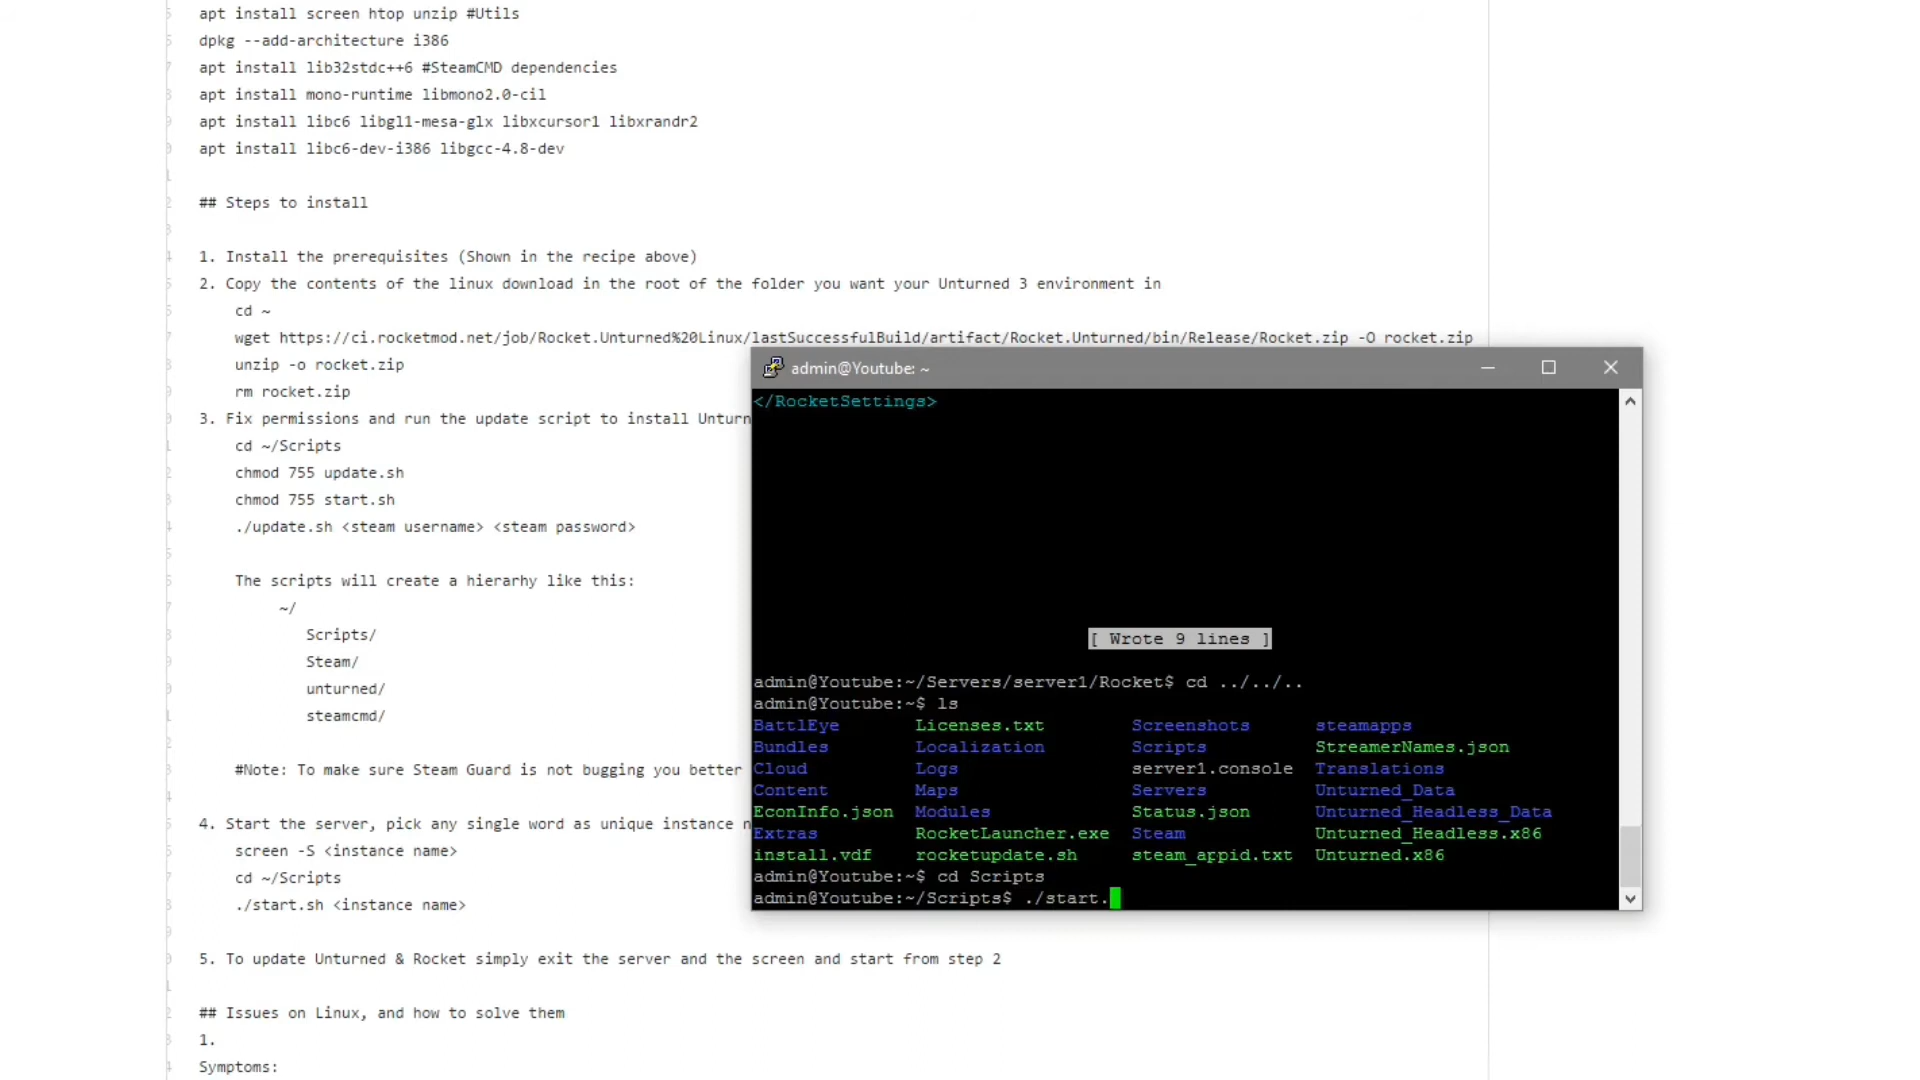 apt install screen htop unzip #Utils
dpkg --add-architecture i386
apt install lib32stdc++6 #SteamCMD dependencies
apt install mono-runtime libmono2.0-cil
apt install libc6 libgl1-mesa-glx libxcursor1 libxrandr2
apt install libc6-dev-i386 libgcc-4.8-dev
## Steps to install
1. Install the prerequisites (Shown in the recipe above)
2. Copy the contents of the linux download in the root of the folder you want your Unturned 3 environment in
cd ~
wget https://ci.rocketmod.net/job/Rocket.Unturned%20Linux/lastSuccessfulBuild/artifact/Rocket.Unturned/bin/Release/Rocket.zip -O rocket.zip
unzip -o rocket.zip
rm rocket.zip
3. Fix permissions and run the update script to install Unturn
cd ~/Scripts
chmod 755 update.sh
chmod 755 start.sh
./update.sh <steam username> <steam password>
The scripts will create a hierarhy like this:
~/
Scripts/
Steam/
unturned/
steamcmd/
#Note: To make sure Steam Guard is not bugging you better
4. Start the server, pick any single word as unique instance n
screen -S <instance name>
cd ~/Scripts
./start.sh <instance name>
5. To update Unturned & Rocket simply exit the server and the screen and start from step 2
## Issues on Linux, and how to solve them
1.
Symptoms:
admin@Youtube: ~
</RocketSettings>
[ Wrote 9 lines ]
admin@Youtube:~/Servers/server1/Rocket$ cd ../../..
admin@Youtube:~$ ls
BattlEye Licenses.txt Screenshots steamapps
Bundles Localization Scripts StreamerNames.json
Cloud Logs server1.console Translations
Content Maps Servers Unturned_Data
EconInfo.json Modules Status.json Unturned_Headless_Data
Extras RocketLauncher.exe Steam Unturned_Headless.x86
install.vdf rocketupdate.sh steam_appid.txt Unturned.x86
admin@Youtube:~$ cd Scripts
admin@Youtube:~/Scripts$ ./start.